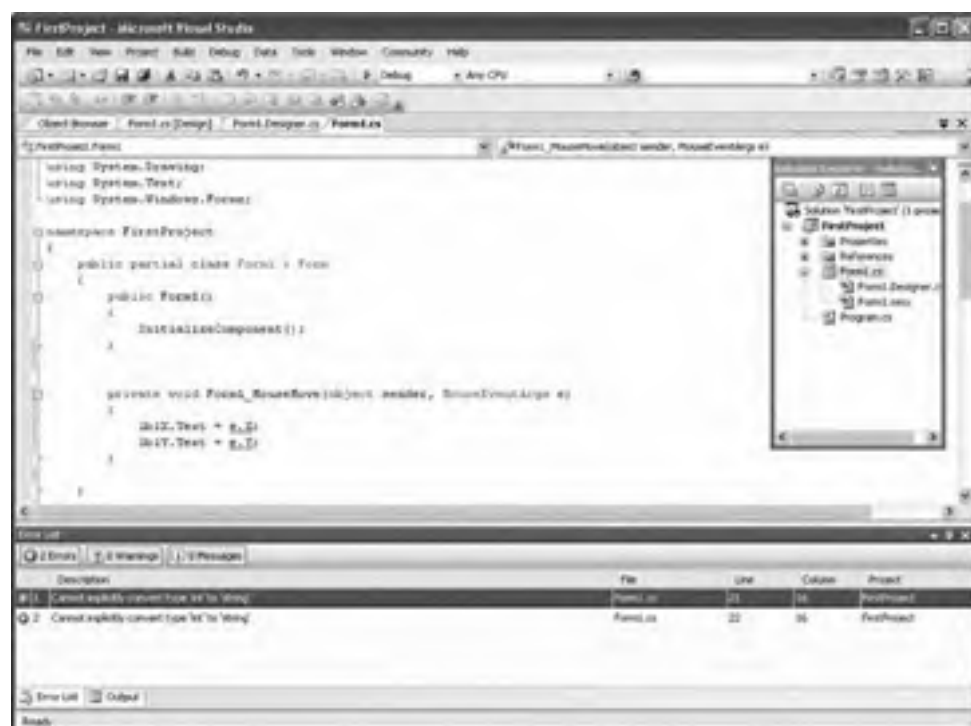 FirstProject - Microsoft Visual Studio
File Edit View Project Build Debug Data Tools Window Community Help
Debug Any CPU
Object Browser Form1.cs [Design] Form1.Designer.cs Form1.cs
FirstProject.Form1 Form1_MouseMove(object sender, MouseEventArgs e)
using System.Drawing;
using System.Text;
using System.Windows.Forms;
namespace FirstProject
{
public partial class Form1 : Form
{
public Form1()
{
InitializeComponent();
}
private void Form1_MouseMove(object sender, MouseEventArgs e)
{
lblX.Text = e.X;
lblY.Text = e.Y;
}
}
Solution 'FirstProject' (1 projec
FirstProject
Properties
References
Form1.cs
Form1.Designer.c
Form1.resx
Program.cs
Error List
2 Errors 0 Warnings 0 Messages
Description File Line Column Project
1 Cannot implicitly convert type 'int' to 'string' Form1.cs 21 16 FirstProject
2 Cannot implicitly convert type 'int' to 'string' Form1.cs 22 16 FirstProject
Error List Output
Ready